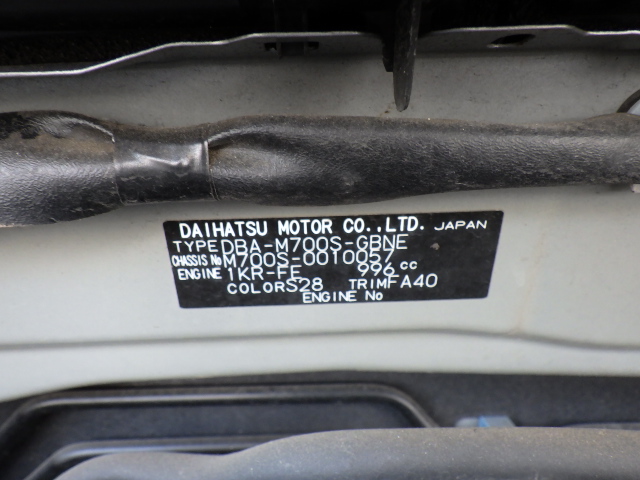 DAIHATSU MOTOR CO.,LTD. JAPAN
TYPE DBA-M700S-GBNE
CHASSIS No M700S-0010057
ENGINE 1KR-FE 996 cc
COLOR S28 TRIM FA40
ENGINE No